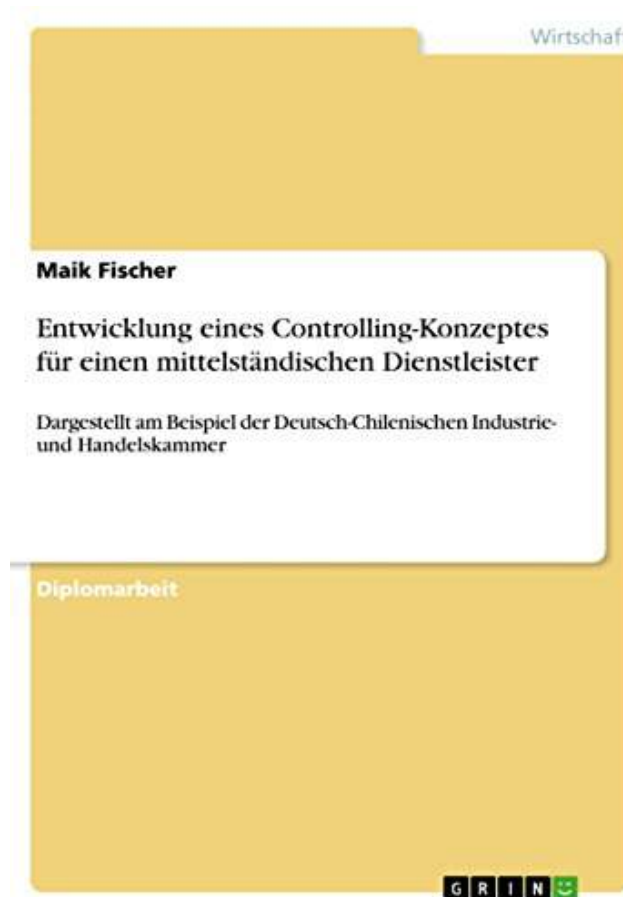 Wirtschaf
Maik Fischer
Entwicklung eines Controlling-Konzeptes
für einen mittelständischen Dienstleister
Dargestellt am Beispiel der Deutsch-Chilenischen Industrie-
und Handelskammer
Diplomarbeit
GRIN